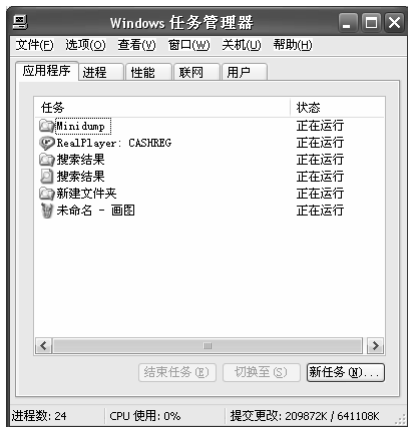 Windows 任务管理器
文件(F) 选项(O) 查看(V) 窗口(W) 关机(U) 帮助(H)
应用程序 进程 性能 联网 用户
任务 状态
Minidump 正在运行
RealPlayer: CASHREG 正在运行
搜索结果 正在运行
搜索结果 正在运行
新建文件夹 正在运行
未命名 - 画图 正在运行
结束任务(E) 切换至(S) 新任务(N)...
进程数: 24 CPU 使用: 0% 提交更改: 209872K / 641108K